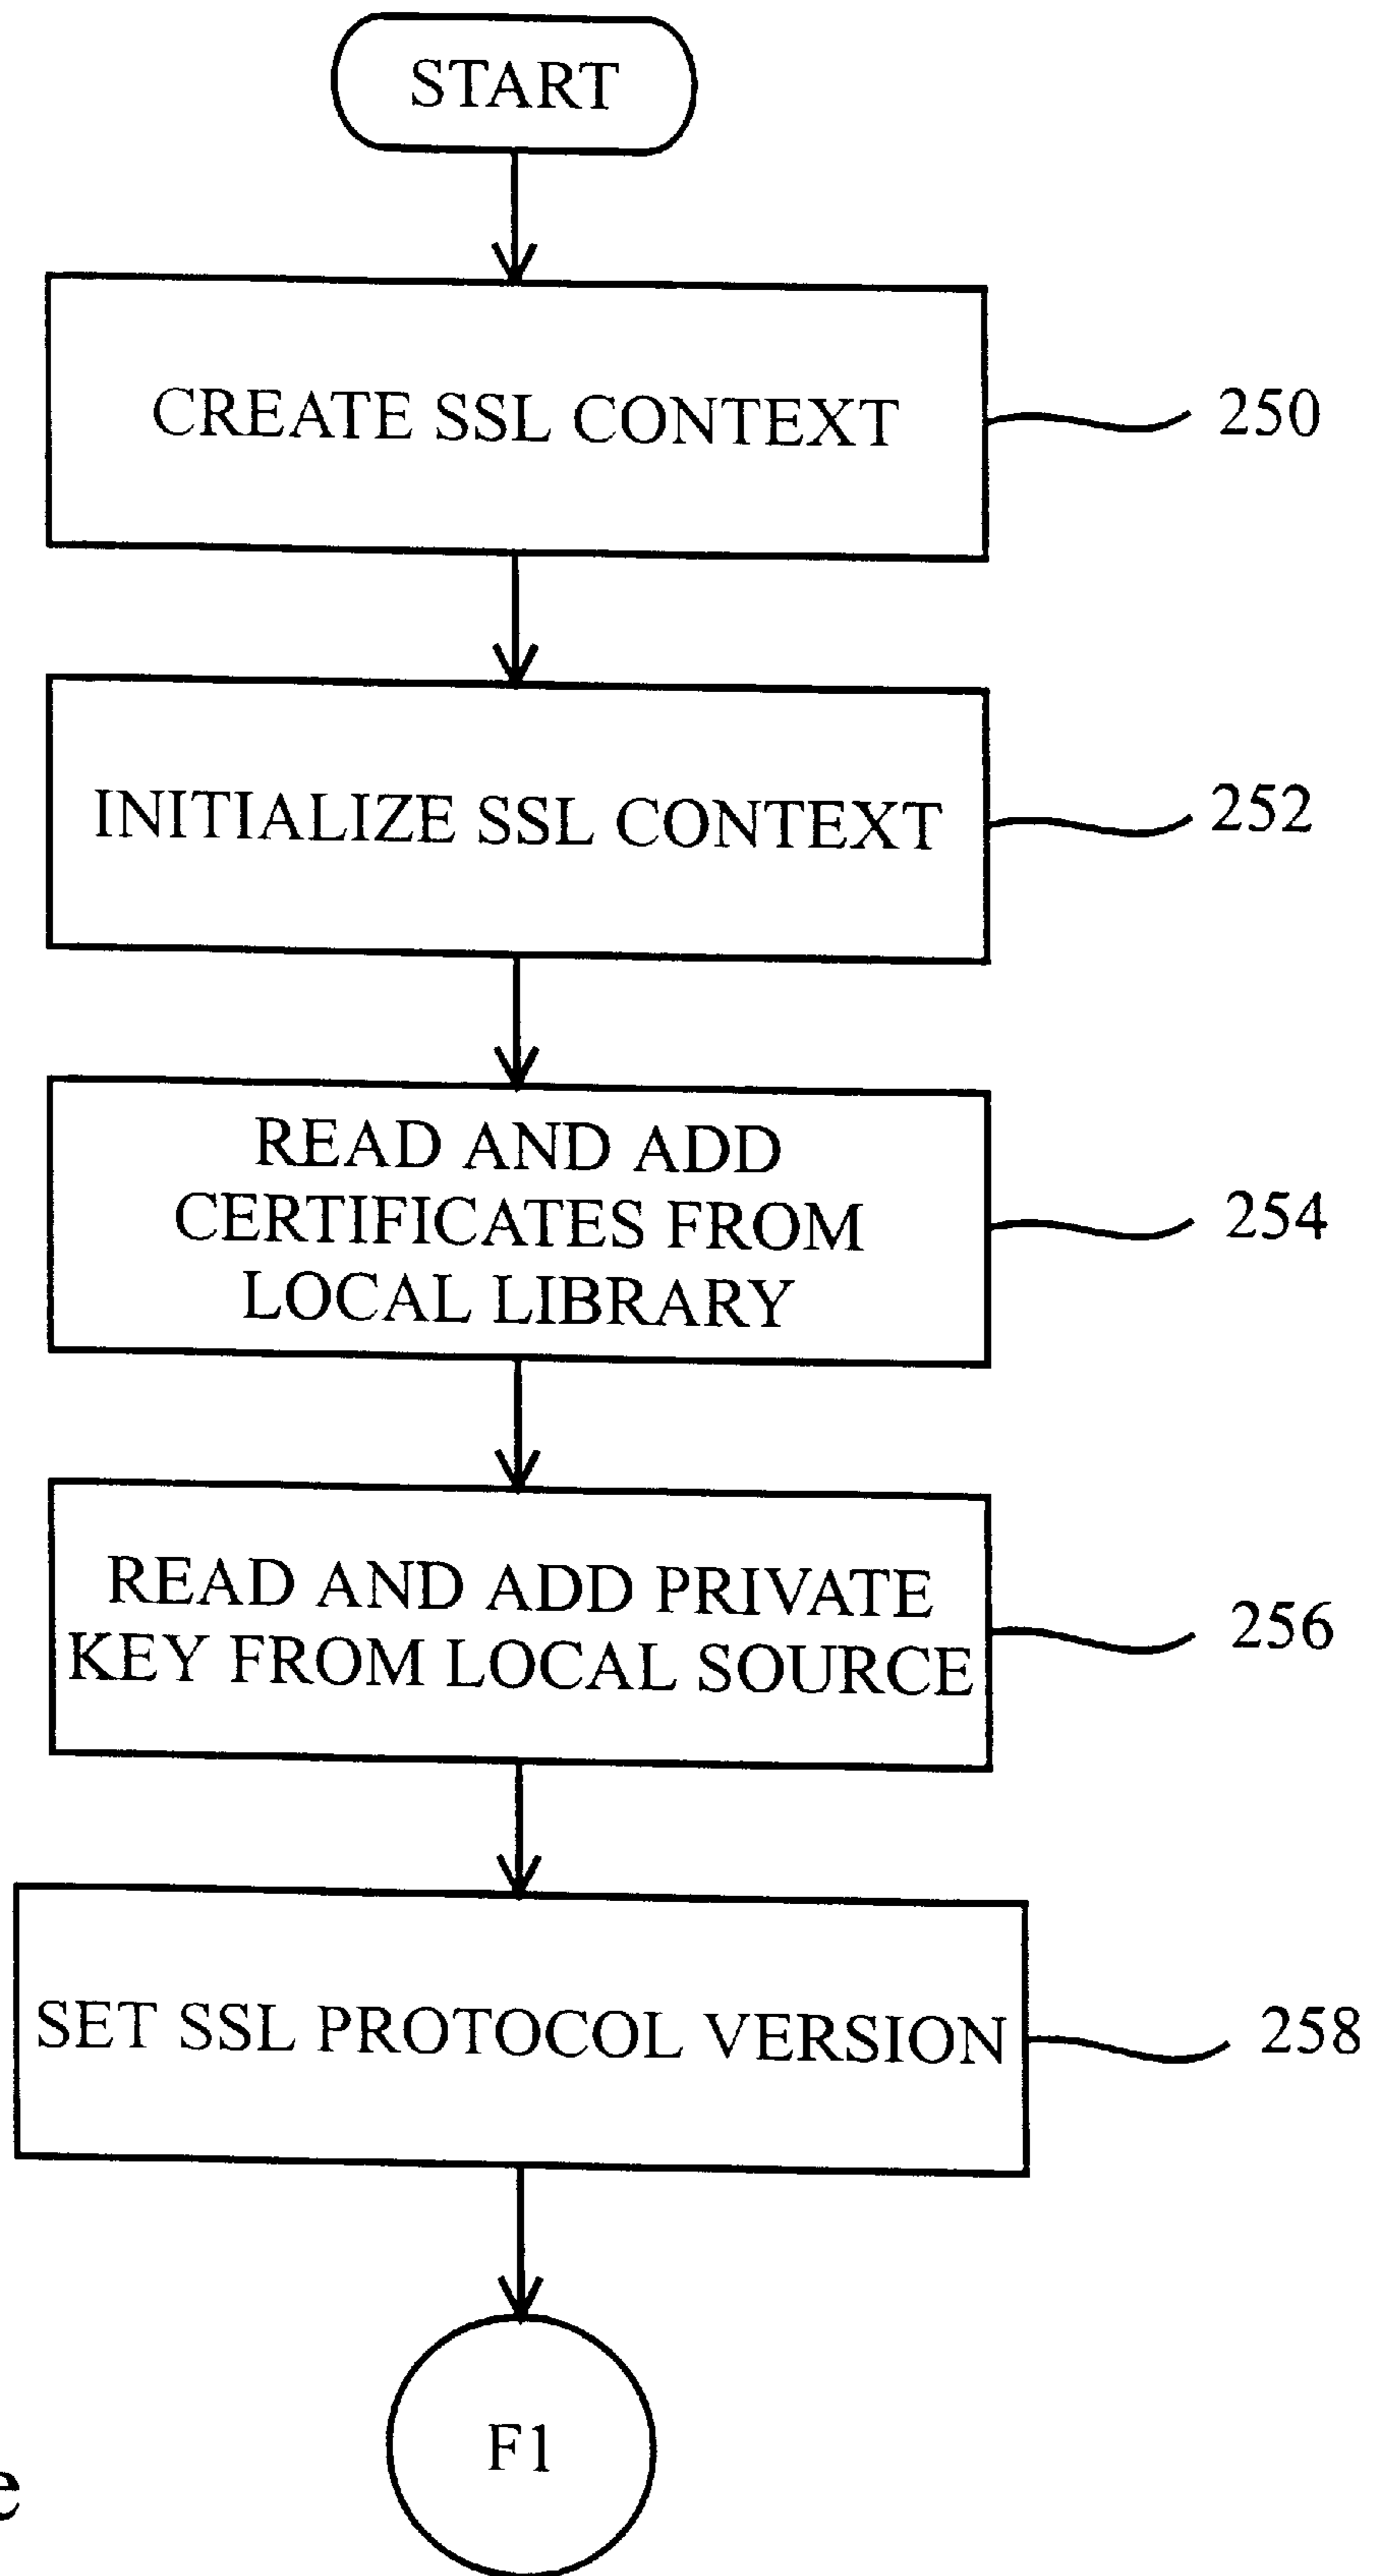 START
CREATE SSL CONTEXT
250
INITIALIZE SSL CONTEXT
252
READ AND ADD
CERTIFICATES FROM
LOCAL LIBRARY
254
READ AND ADD PRIVATE
KEY FROM LOCAL SOURCE
256
SET SSL PROTOCOL VERSION
258
F1
e